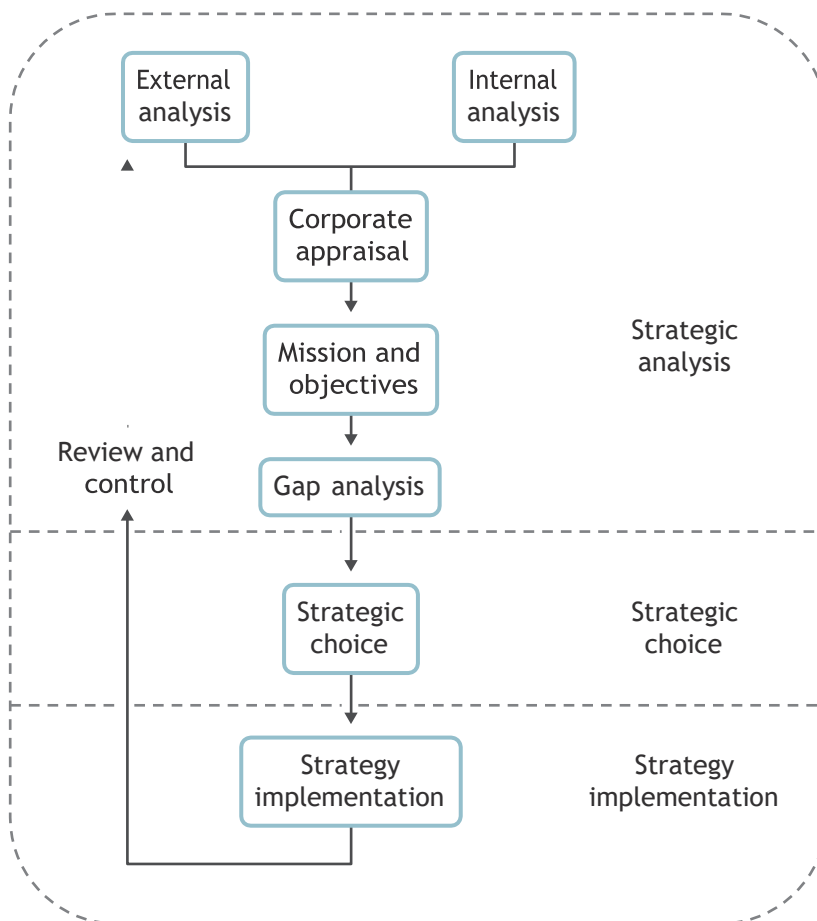 External
analysis
Internal
analysis
Corporate
appraisal
Mission and
objectives
Strategic
analysis
Review and
control
Gap analysis
Strategic
choice
Strategic
choice
Strategy
implementation
Strategy
implementation